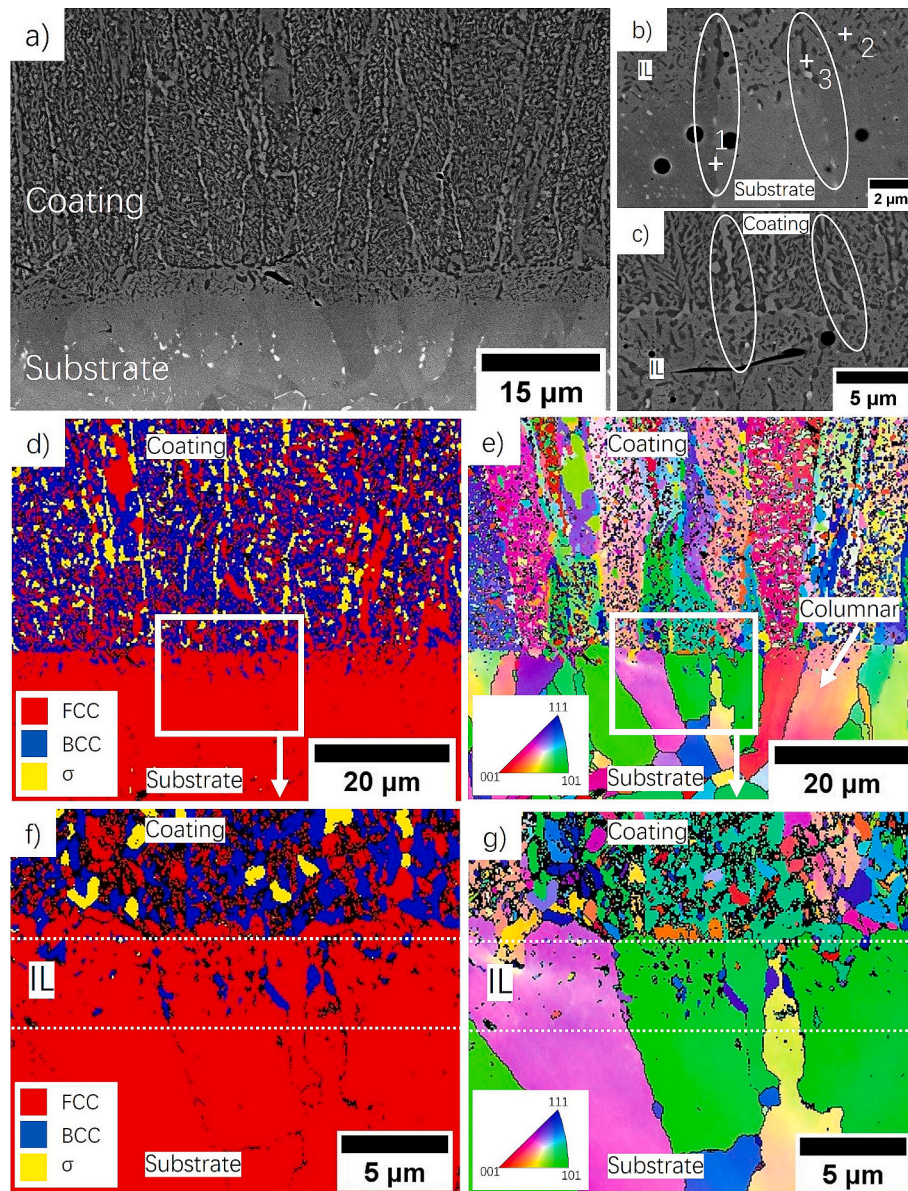 a)
Coating
Substrate
15 μm
b)
IL
1
2
3
Substrate
2 μm
c)
Coating
IL
5 μm
d)
Coating
FCC
BCC
σ
Substrate
20 μm
e)
Coating
Columnar
111
001
101
Substrate
20 μm
f)
Coating
IL
FCC
BCC
σ
Substrate
5 μm
g)
Coating
IL
111
001
101
Substrate
5 μm